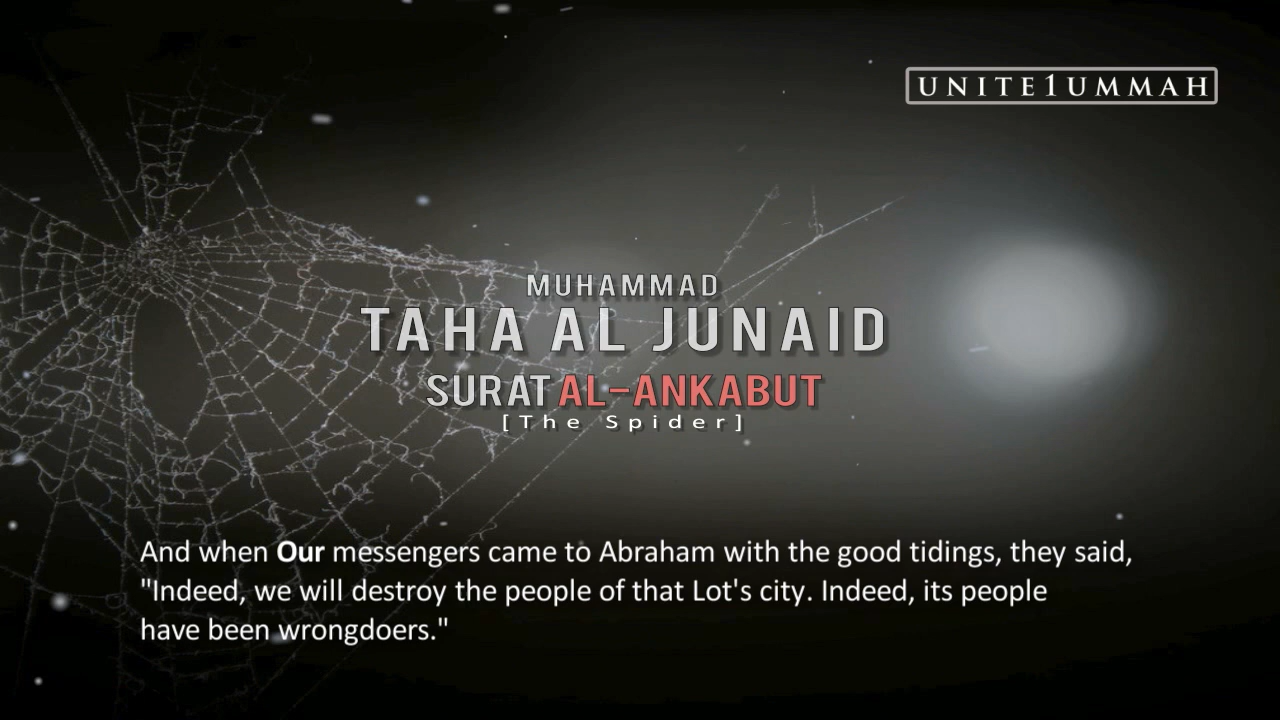 UNITE1UMMAH
MUHAMMAD
TAHA AL JUNAID
SURAT AL-ANKABUT
[The Spider]
And when Our messengers came to Abraham with the good tidings, they said,
"Indeed, we will destroy the people of that Lot's city. Indeed, its people
have been wrongdoers."